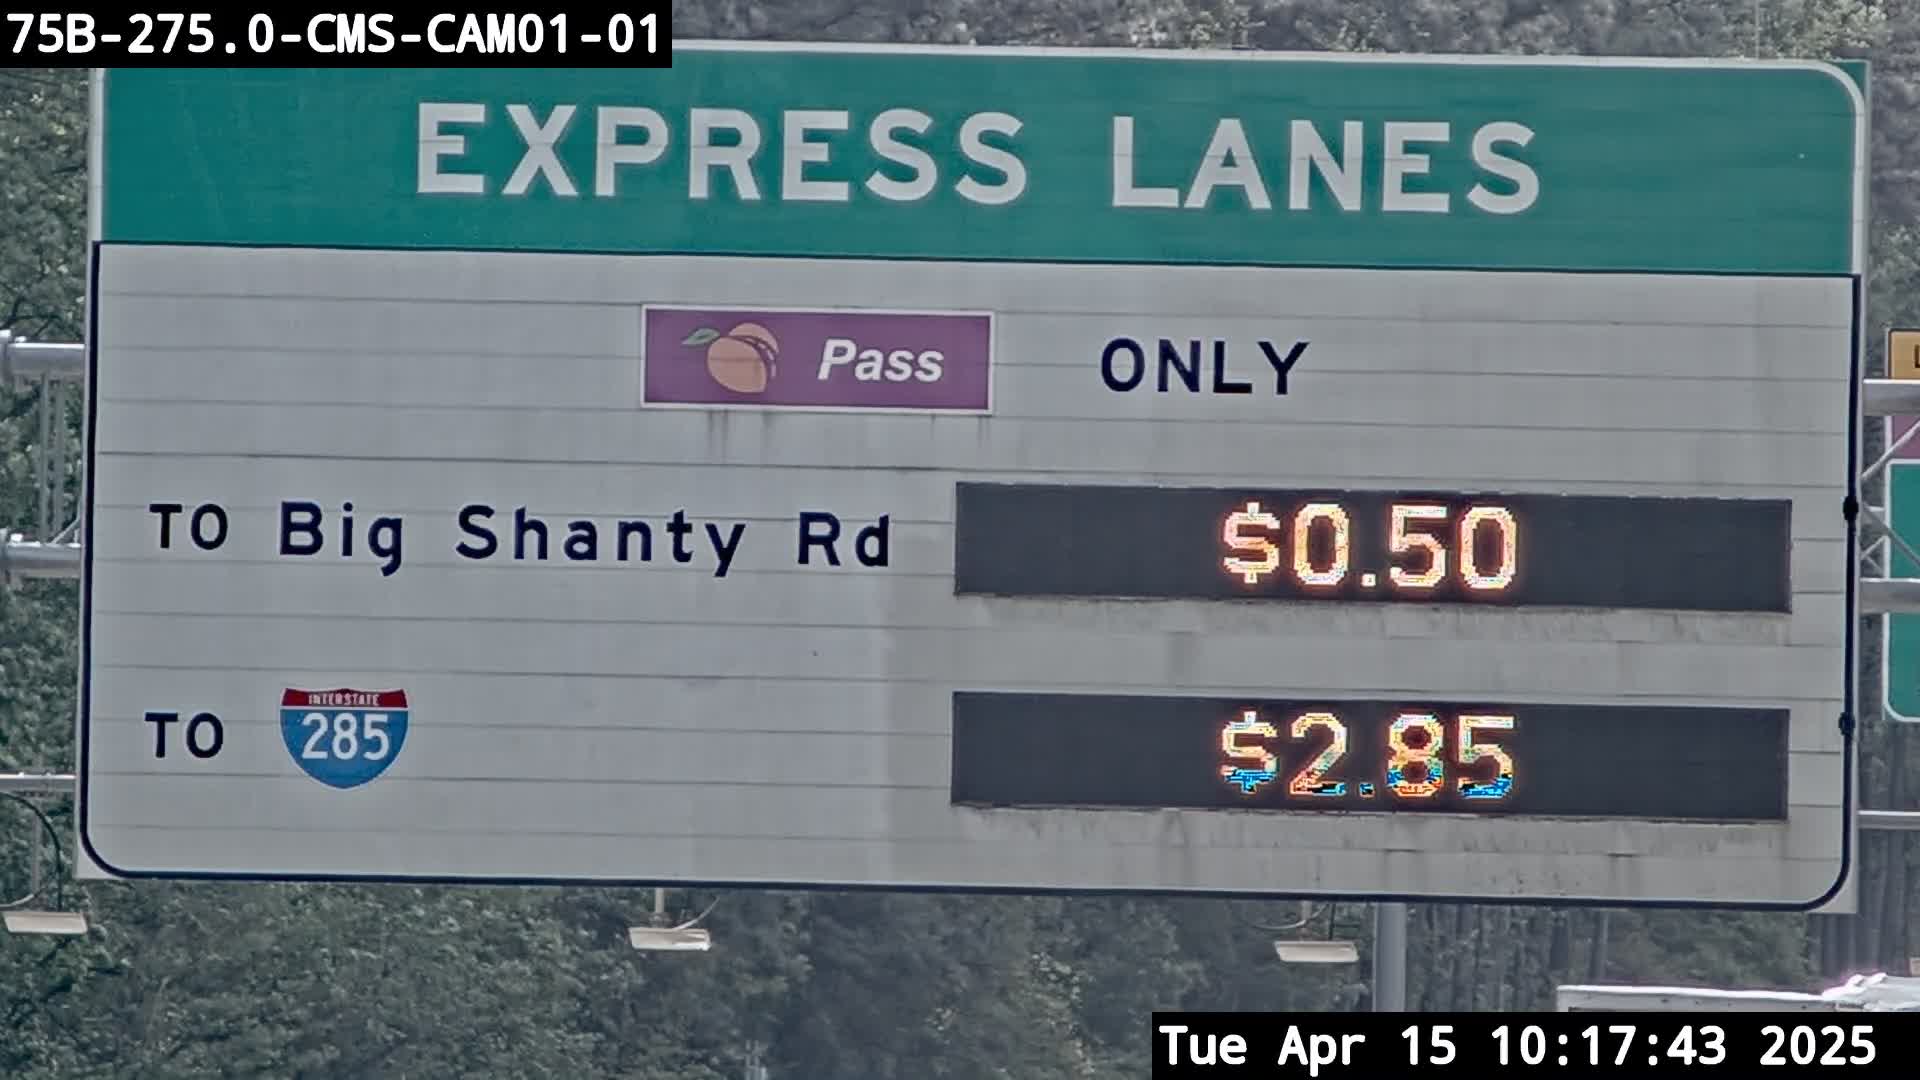 75B-275.0-CMS-CAM01-01
EXPRESS LANES
Pass ONLY
TO Big Shanty Rd $0.50
TO INTERSTATE 285 $2.85
Tue Apr 15 10:17:43 2025